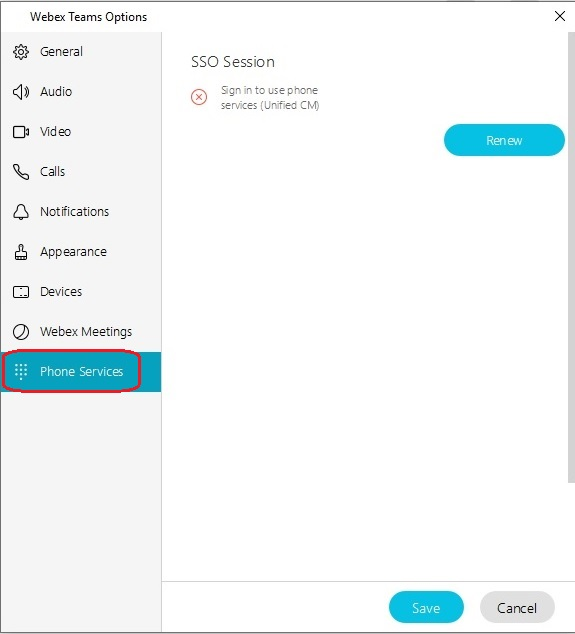 Webex Teams Options
General
Audio
Video
Calls
Notifications
Appearance
Devices
Webex Meetings
Phone Services
SSO Session
Sign in to use phone
services (Unified CM)
Renew
Save
Cancel